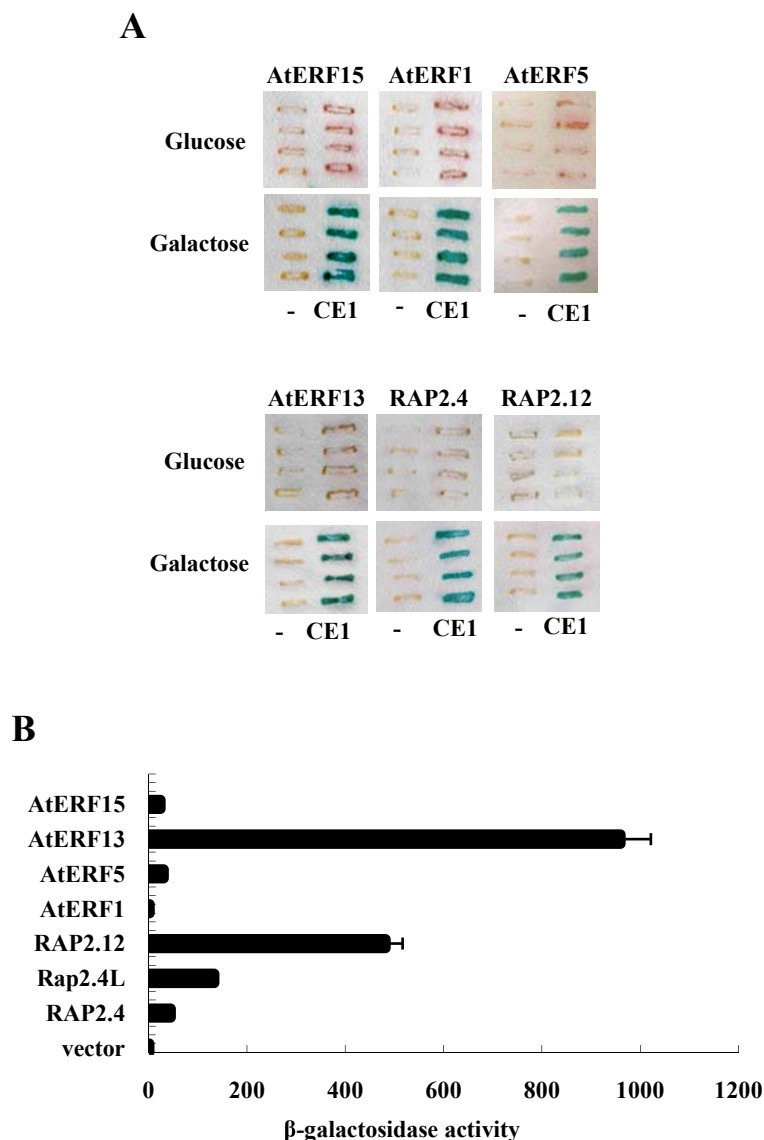 A
AtERF15 AtERF1 AtERF5
Glucose
Galactose
- CE1 - CE1 - CE1
AtERF13 RAP2.4 RAP2.12
Glucose
Galactose
- CE1 - CE1 - CE1
B
AtERF15
AtERF13
AtERF5
AtERF1
RAP2.12
Rap2.4L
RAP2.4
vector
0 200 400 600 800 1000 1200
β-galactosidase activity